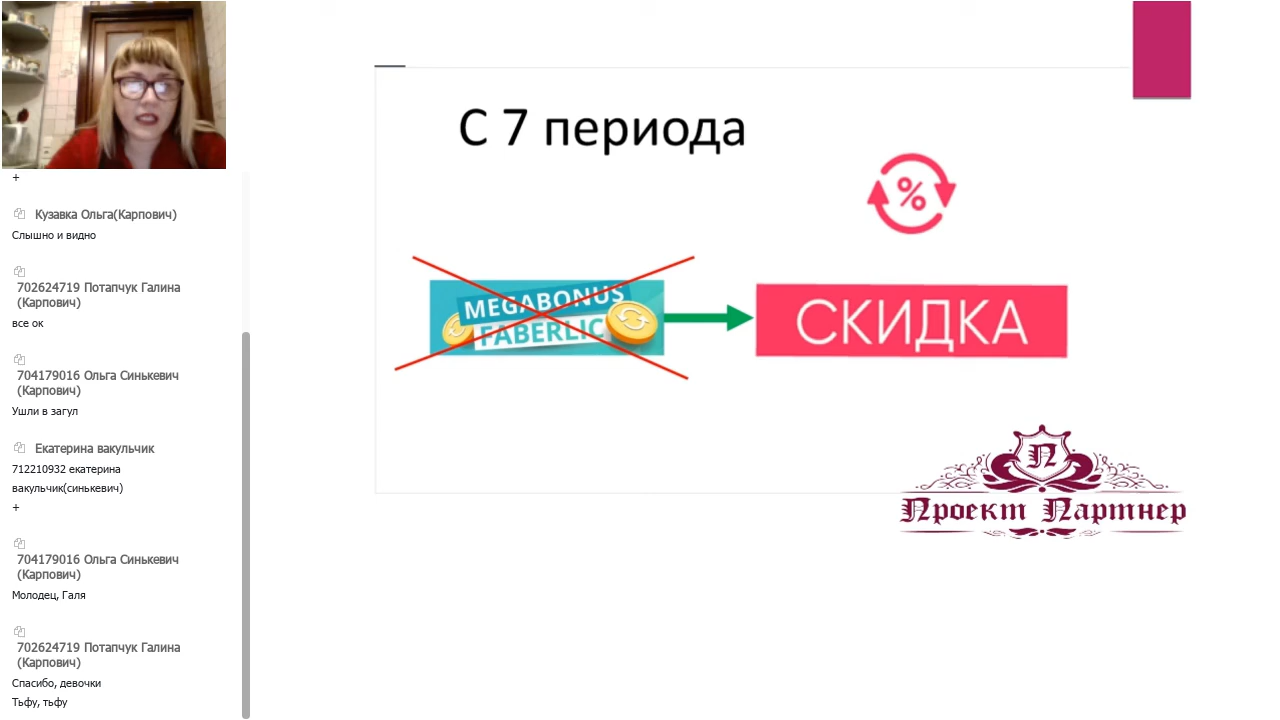 +
Кузавка Ольга(Карпович)
Слышно и видно
702624719 Потапчук Галина
(Карпович)
все ок
704179016 Ольга Синькевич
(Карпович)
Ушли в загул
Екатерина вакульчик
712210932 екатерина
вакульчик(синькевич)
+
704179016 Ольга Синькевич
(Карпович)
Молодец, Галя
702624719 Потапчук Галина
(Карпович)
Спасибо, девочки
Тьфу, тьфу
С 7 периода
%
MEGABONUS
FABERLIC
СКИДКА
П
Проект Партнер